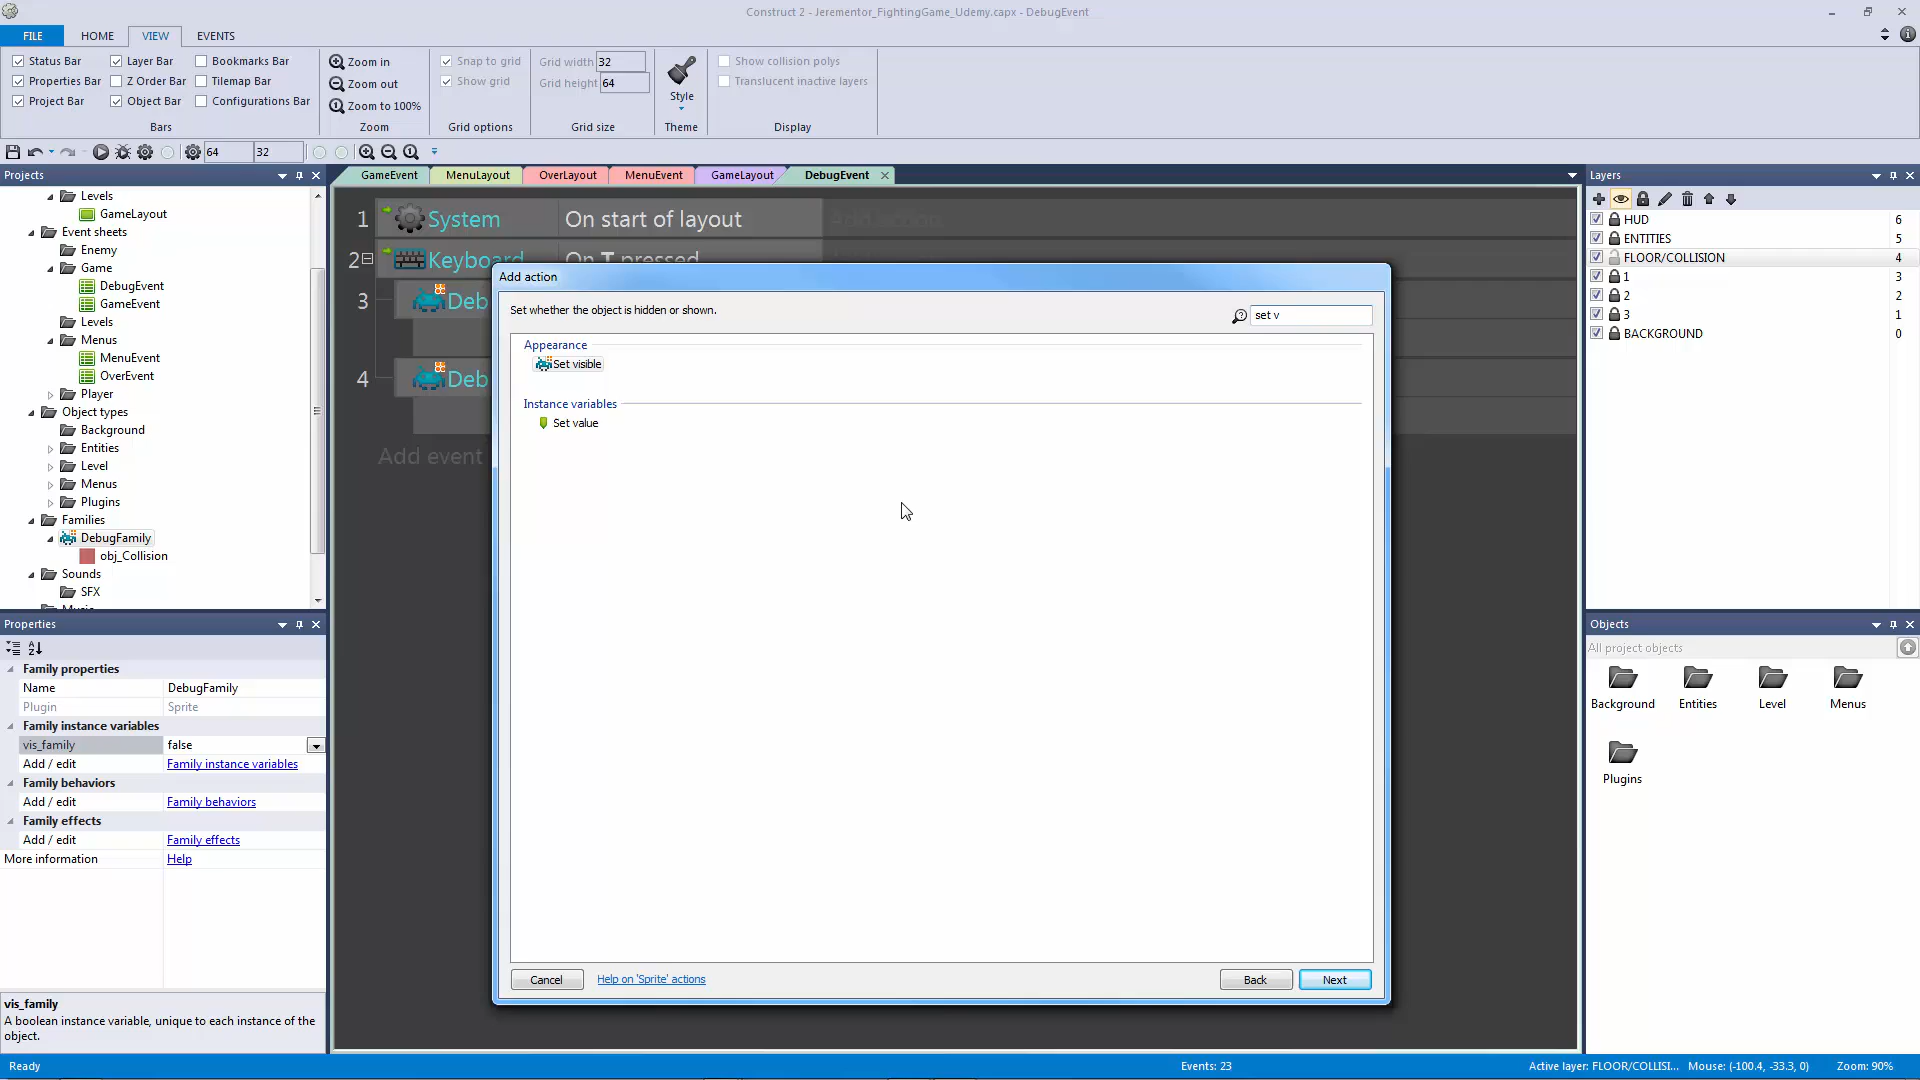 Construct 2 - Jerementor_FightingGame_Udemy.capx - DebugEvent
FILE HOME VIEW EVENTS
Status Bar Layer Bar Bookmarks Bar Zoom in Snap to grid Grid width 32 Show collision polys
Properties Bar Z Order Bar Tilemap Bar Zoom out Show grid Grid height 64 Translucent inactive layers
Project Bar Object Bar Configurations Bar Zoom to 100% Style
Bars Zoom Grid options Grid size Theme Display
64 32
Projects
GameEvent MenuLayout OverLayout MenuEvent GameLayout DebugEvent
Levels
GameLayout
Event sheets
Enemy
Game
DebugEvent
GameEvent
Levels
Menus
MenuEvent
OverEvent
Player
Object types
Background
Entities
Level
Menus
Plugins
Families
DebugFamily
obj_Collision
Sounds
SFX
1 System On start of layout Add action
2 Keyboard On T pressed
3 Deb
4 Deb
Add event
Add action
Set whether the object is hidden or shown.
set v
Appearance
Set visible
Instance variables
Set value
Cancel Help on 'Sprite' actions Back Next
Layers
HUD 6
ENTITIES 5
FLOOR/COLLISION 4
1 3
2 2
3 1
BACKGROUND 0
Properties
Family properties
Name DebugFamily
Plugin Sprite
Family instance variables
vis_family false
Add / edit Family instance variables
Family behaviors
Add / edit Family behaviors
Family effects
Add / edit Family effects
More information Help
vis_family
A boolean instance variable, unique to each instance of the
object.
Objects
All project objects
Background Entities Level Menus
Plugins
Ready Events: 23 Active layer: FLOOR/COLLISI... Mouse: (-100.4, -33.3, 0) Zoom: 90%